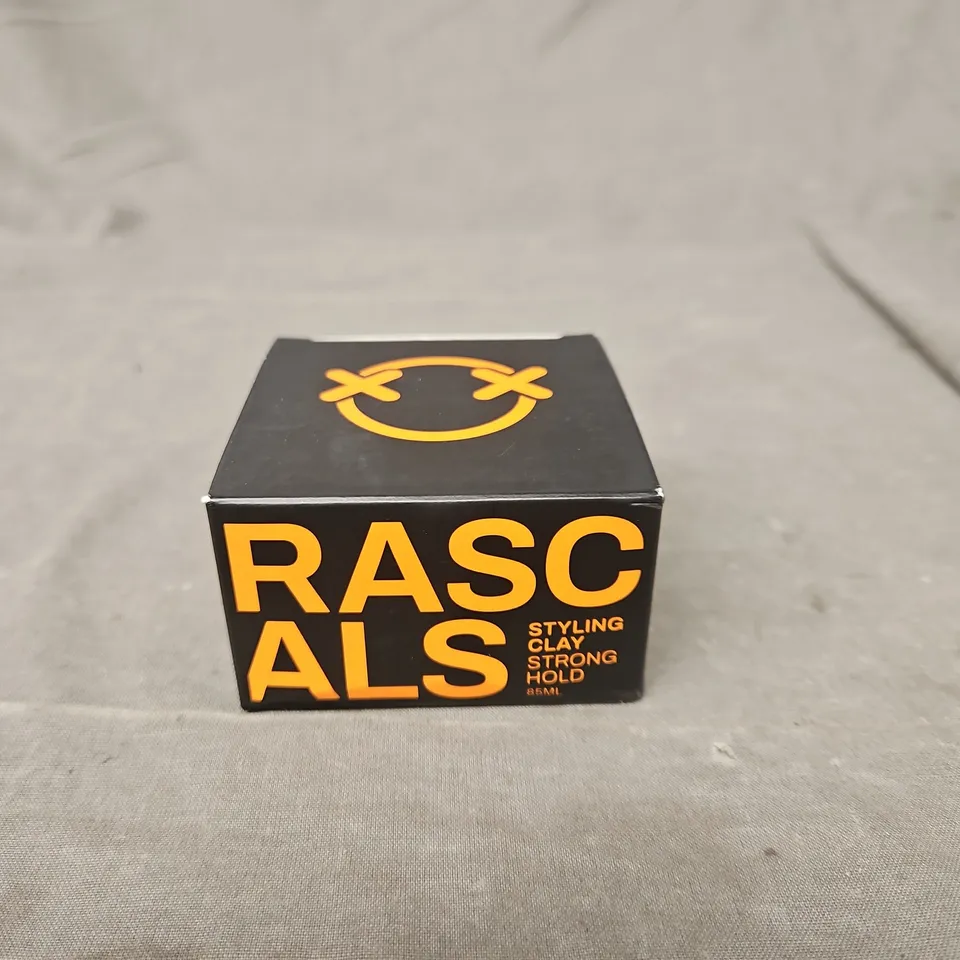 RASC
ALS
STYLING
CLAY
STRONG
HOLD
85ML